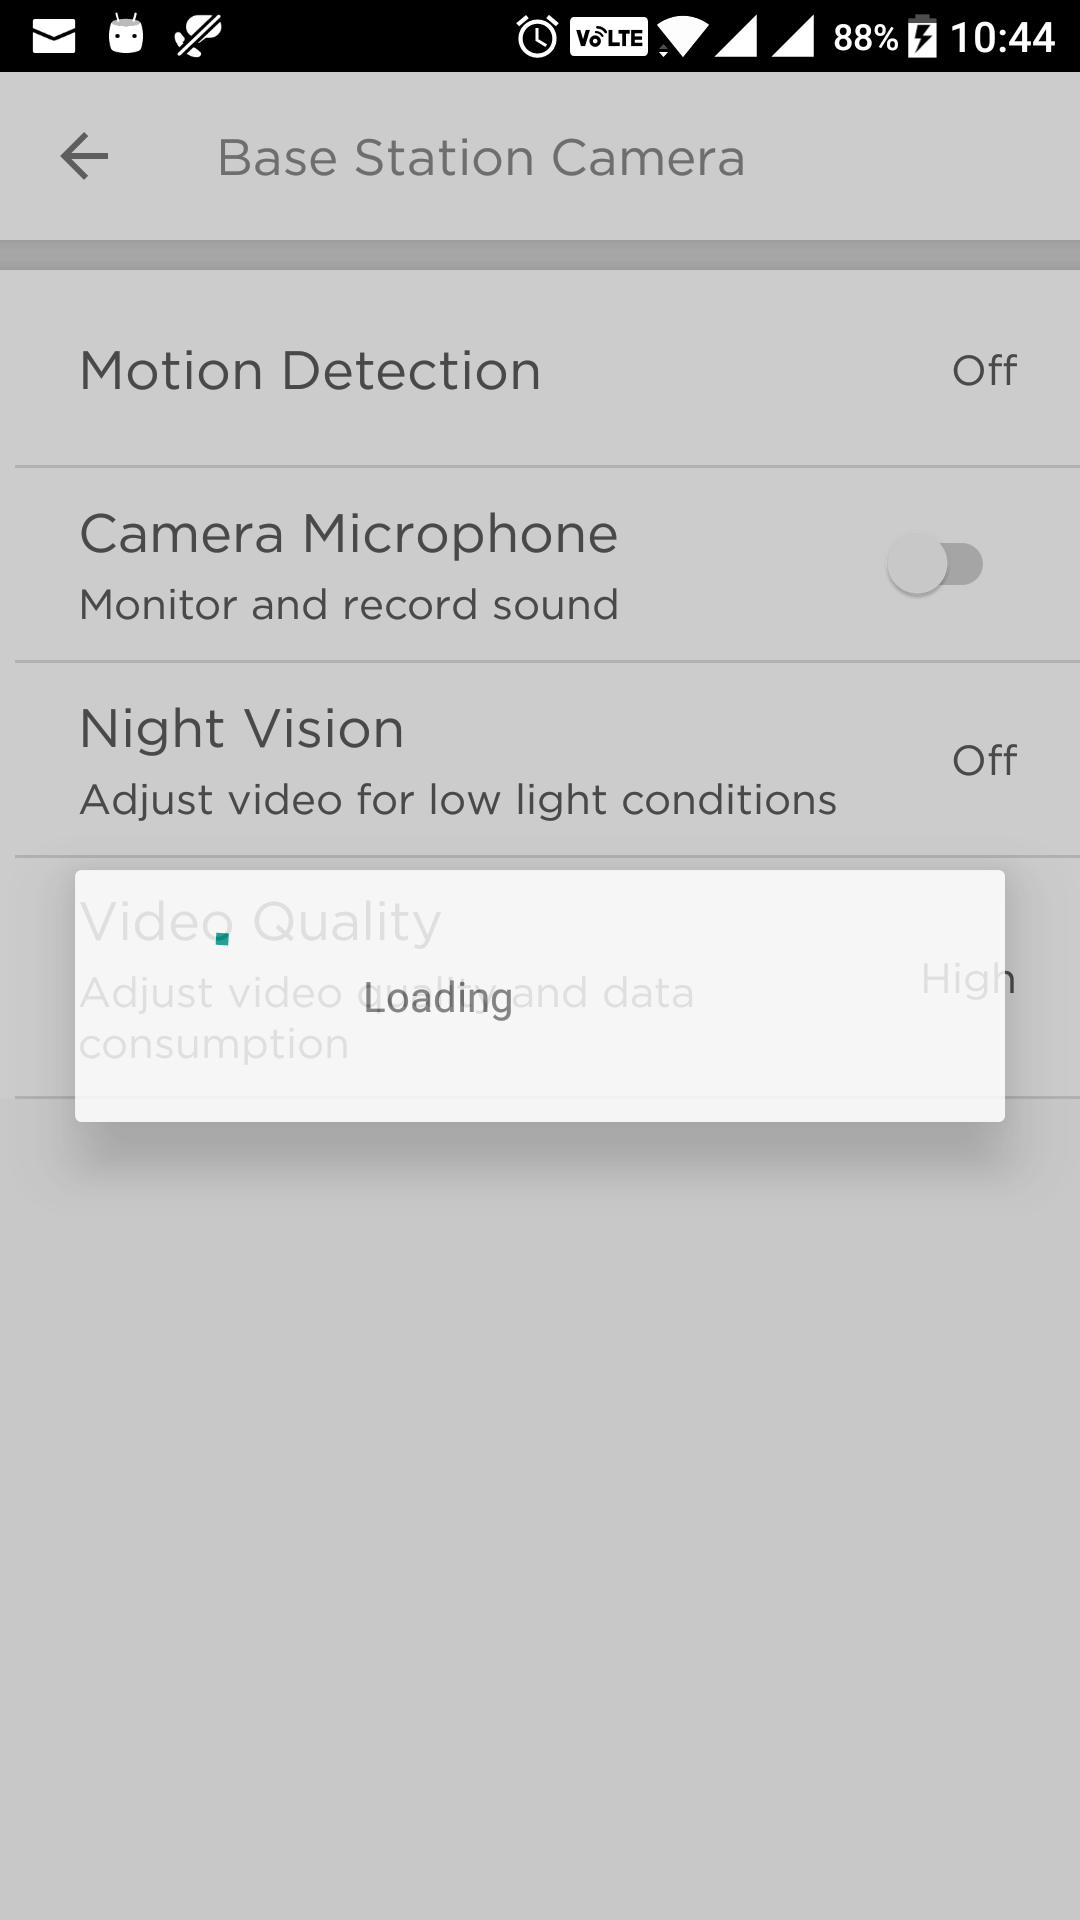 VoLTE 88% 10:44
Base Station Camera
Motion Detection
Off
Camera Microphone
Monitor and record sound
Night Vision
Off
Adjust video for low light conditions
Video Quality
Adjust video quality and data
consumption
High
Loading